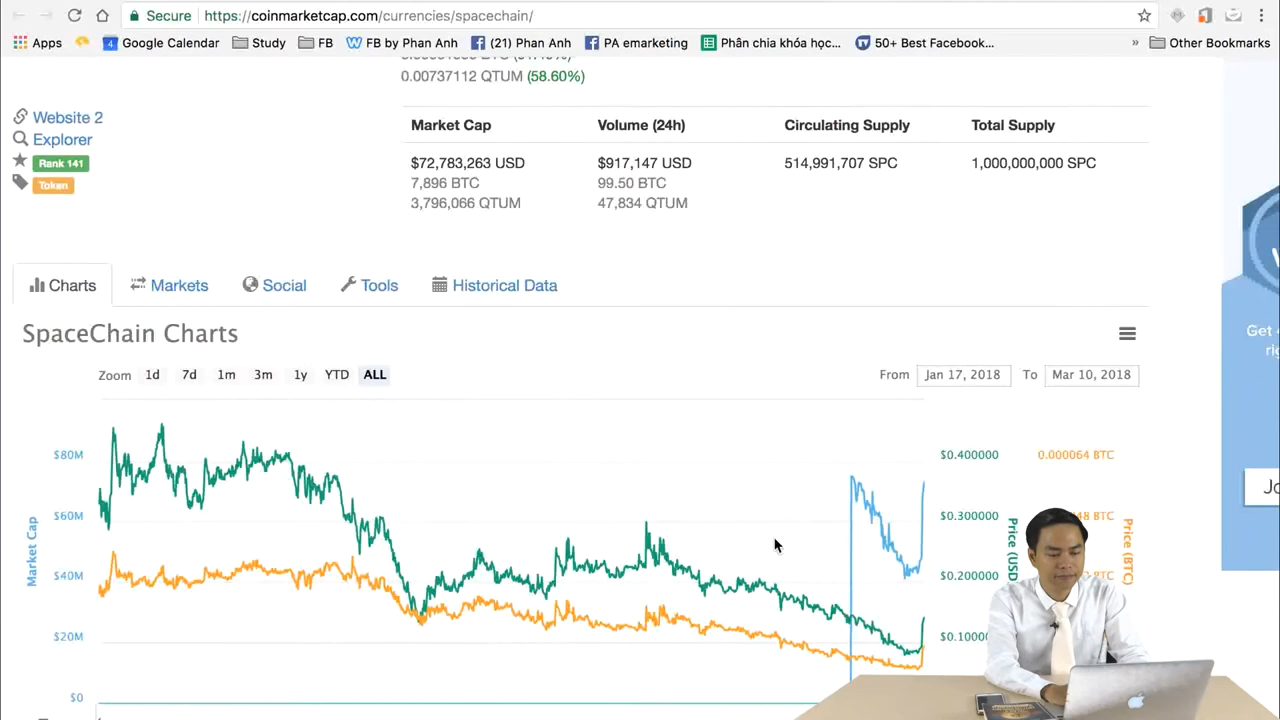 Secure https://coinmarketcap.com/currencies/spacechain/
Apps Google Calendar Study FB FB by Phan Anh (21) Phan Anh PA emarketing Phân chia khóa học... 50+ Best Facebook... » Other Bookmarks
0.00737112 QTUM (58.60%)
Website 2
Explorer
Rank 141
Token
Market Cap Volume (24h) Circulating Supply Total Supply
$72,783,263 USD $917,147 USD 514,991,707 SPC 1,000,000,000 SPC
7,896 BTC 99.50 BTC
3,796,066 QTUM 47,834 QTUM
Charts Markets Social Tools Historical Data
SpaceChain Charts
Zoom 1d 7d 1m 3m 1y YTD ALL From Jan 17, 2018 To Mar 10, 2018
$80M $0.400000 0.000064 BTC
$60M $0.300000 48 BTC
$40M $0.200000 BTC
$20M $0.10000
$0
Market Cap
Price (USD
Price (BTC)
Get